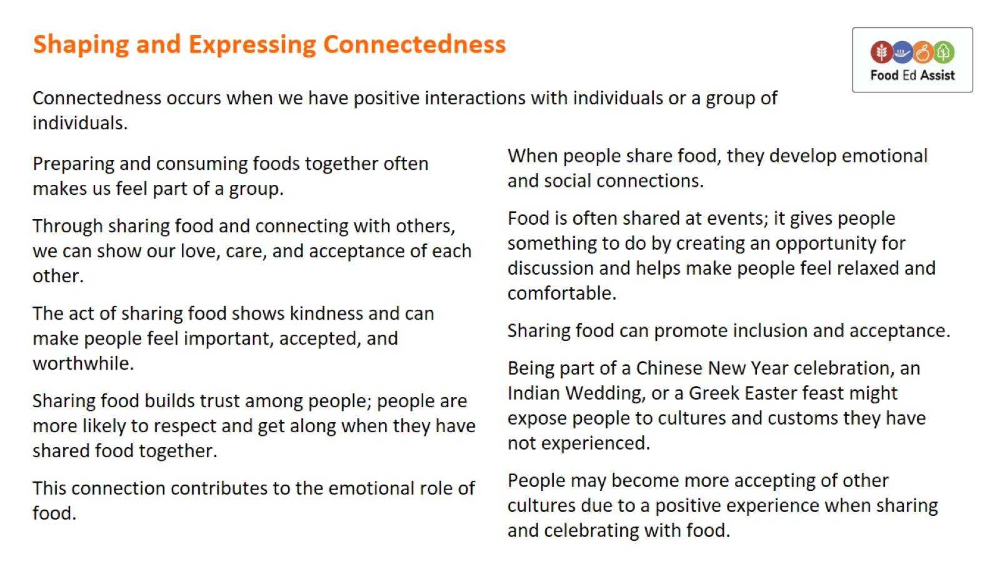 Shaping and Expressing Connectedness
Food Ed Assist
Connectedness occurs when we have positive interactions with individuals or a group of
individuals.
Preparing and consuming foods together often
makes us feel part of a group.
Through sharing food and connecting with others,
we can show our love, care, and acceptance of each
other.
The act of sharing food shows kindness and can
make people feel important, accepted, and
worthwhile.
Sharing food builds trust among people; people are
more likely to respect and get along when they have
shared food together.
This connection contributes to the emotional role of
food.
When people share food, they develop emotional
and social connections.
Food is often shared at events; it gives people
something to do by creating an opportunity for
discussion and helps make people feel relaxed and
comfortable.
Sharing food can promote inclusion and acceptance.
Being part of a Chinese New Year celebration, an
Indian Wedding, or a Greek Easter feast might
expose people to cultures and customs they have
not experienced.
People may become more accepting of other
cultures due to a positive experience when sharing
and celebrating with food.